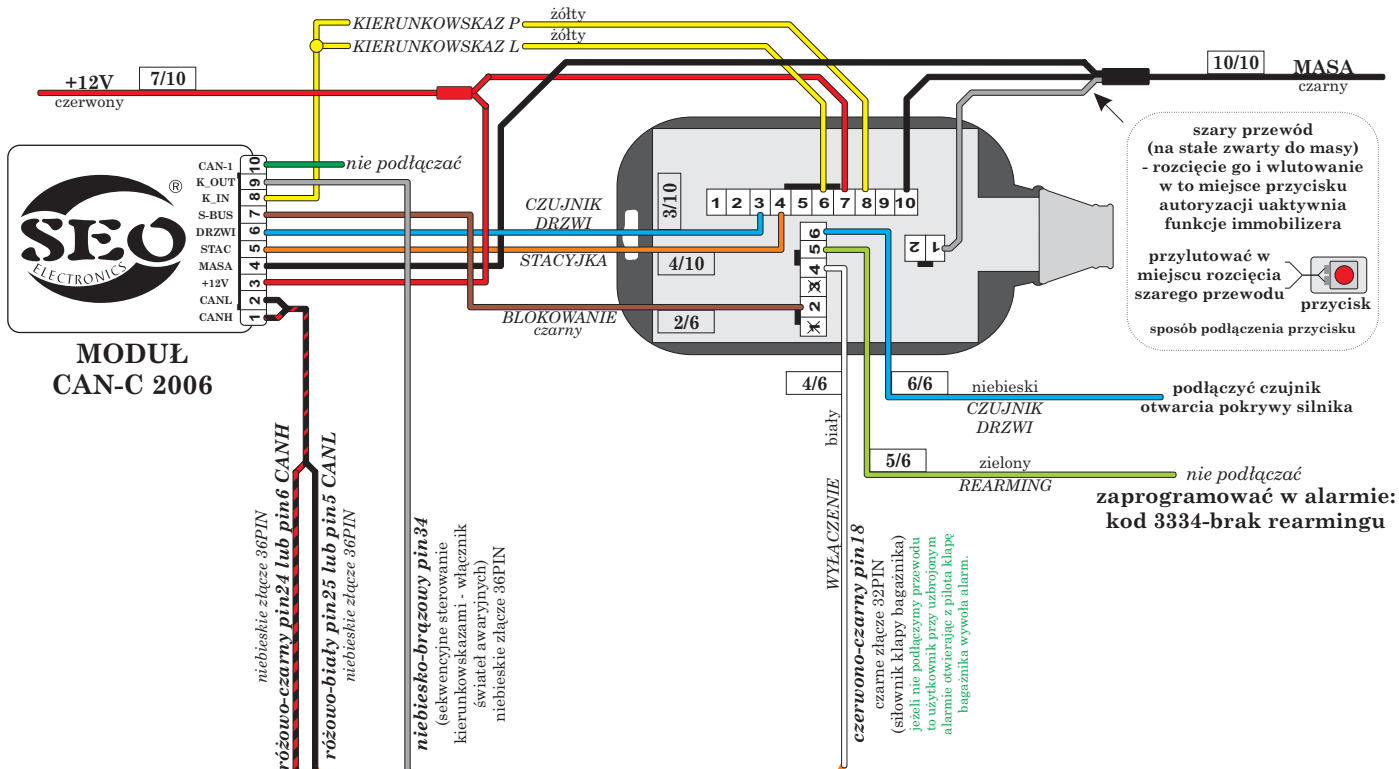 KIERUNKOWSKAZ P
żółty
KIERUNKOWSKAZ L
żółty
+12V
czerwony
7/10
10/10
MASA
czarny
SEO
ELECTRONICS
®
CAN-1 10
K_OUT 9
K_IN 8
S-BUS 7
DRZWI 6
STAC 5
MASA 4
+12V 3
CANL 2
CANH 1
MODUŁ
CAN-C 2006
nie podłączać
CZUJNIK
DRZWI
3/10
STACYJKA
4/10
BLOKOWANIE
czarny
2/6
1 2 3 4 5 6 7 8 9 10
6
5
4
3
2
1
2 1
szary przewód
(na stałe zwarty do masy)
- rozcięcie go i wlutowanie
w to miejsce przycisku
autoryzacji uaktywnia
funkcje immobilizera
przylutować w
miejscu rozcięcia
szarego przewodu
przycisk
sposób podłączenia przycisku
4/6
6/6
niebieski
CZUJNIK
DRZWI
podłączyć czujnik
otwarcia pokrywy silnika
5/6
zielony
REARMING
nie podłączać
zaprogramować w alarmie:
kod 3334-brak rearmingu
biały
WYŁĄCZENIE
niebieskie złącze 36PIN
różowo-czarny pin24 lub pin6 CANH
różowo-biały pin25 lub pin5 CANL
niebieskie złącze 36PIN
niebiesko-brązowy pin34
(sekwencyjne sterowanie
kierunkowskazami - włącznik
świateł awaryjnych)
niebieskie złącze 36PIN
czerwono-czarny pin18
czarne złącze 32PIN
(siłownik klapy bagażnika)
jeżeli nie podłączymy przewodu
to użytkownik przy uzbrojonym
alarmie otwierając z pilota klapę
bagażnika wywoła alarm.